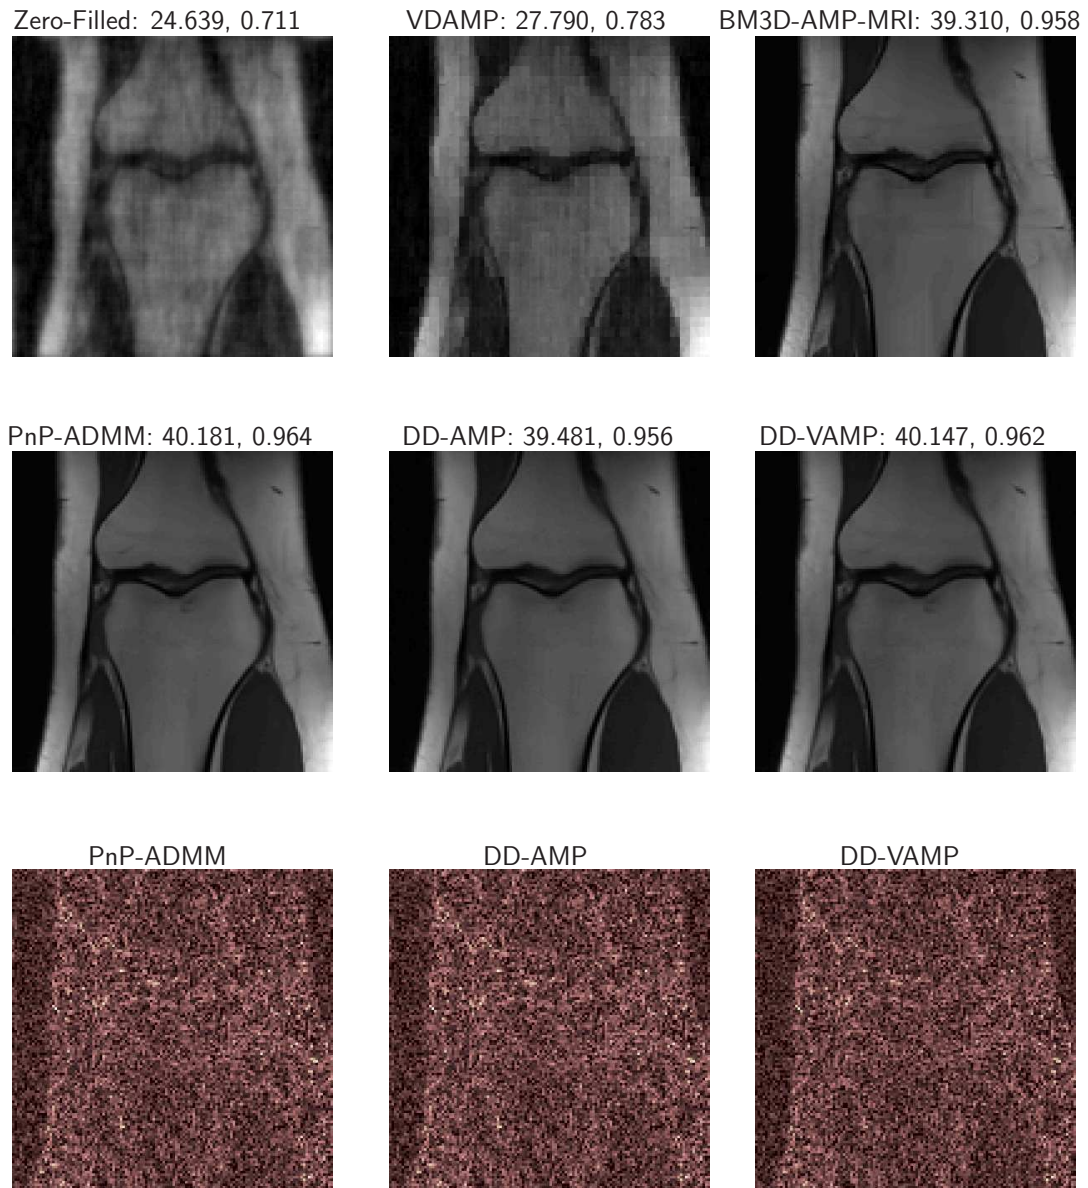 Zero-Filled: 24.639, 0.711
VDAMP: 27.790, 0.783
BM3D-AMP-MRI: 39.310, 0.958
PnP-ADMM: 40.181, 0.964
DD-AMP: 39.481, 0.956
DD-VAMP: 40.147, 0.962
PnP-ADMM
DD-AMP
DD-VAMP